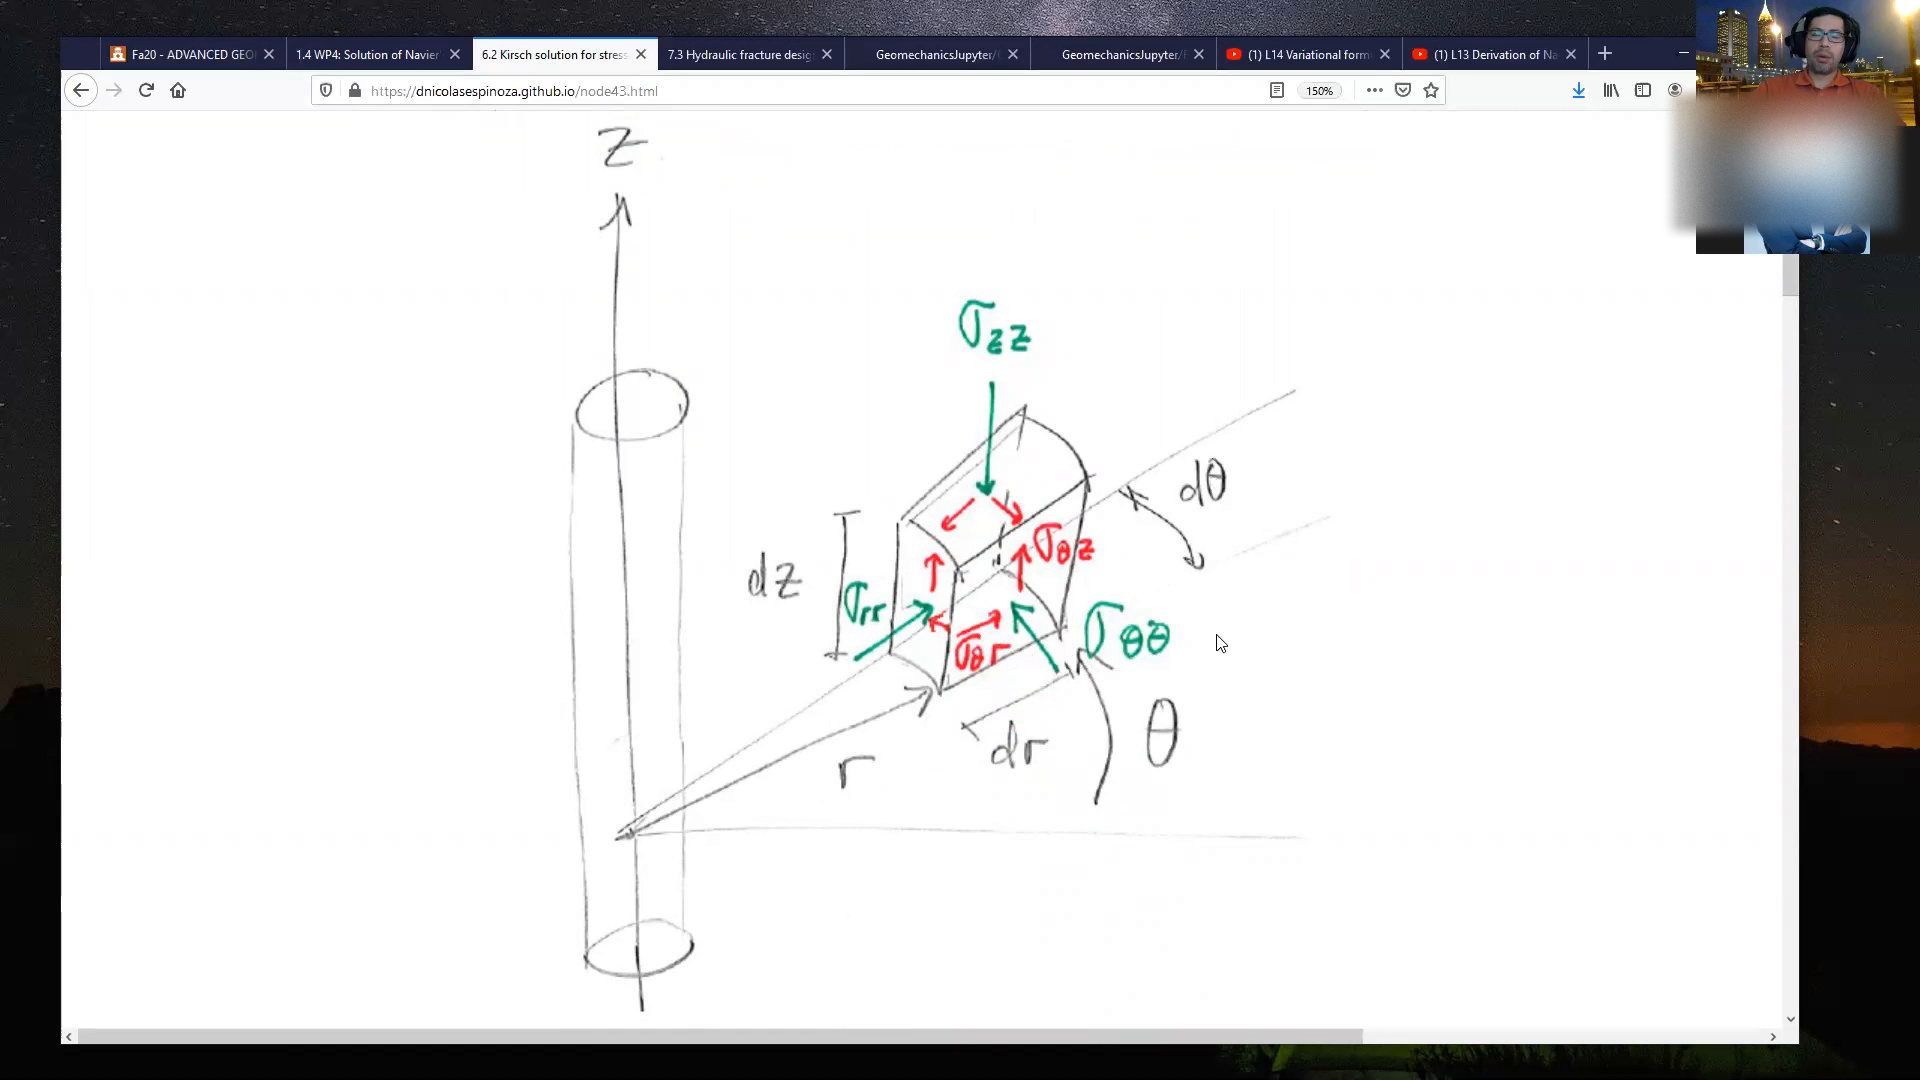 Fa20 - ADVANCED GEO
1.4 WP4: Solution of Navier
6.2 Kirsch solution for stress
7.3 Hydraulic fracture desig
GeomechanicsJupyter/
GeomechanicsJupyter/
(1) L14 Variational form
(1) L13 Derivation of Na
https://dnicolasespinoza.github.io/node43.html
150%
z
σzz
dθ
σθz
dz
σrr
σθr
σθθ
θ
dr
r